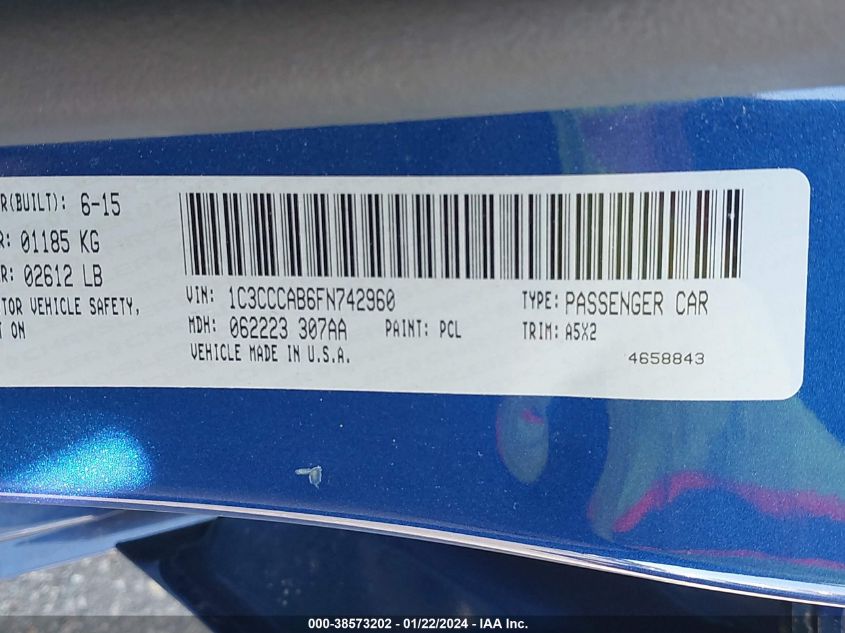 R(BUILT): 6-15
R: 01185 KG
R: 02612 LB
TOR VEHICLE SAFETY,
T ON
VIN: 1C3CCCAB6FN742960
TYPE: PASSENGER CAR
MDH: 062223 307AA PAINT: PCL TRIM: A5X2
VEHICLE MADE IN U.S.A.
4658843
000-38573202 - 01/22/2024 - IAA Inc.